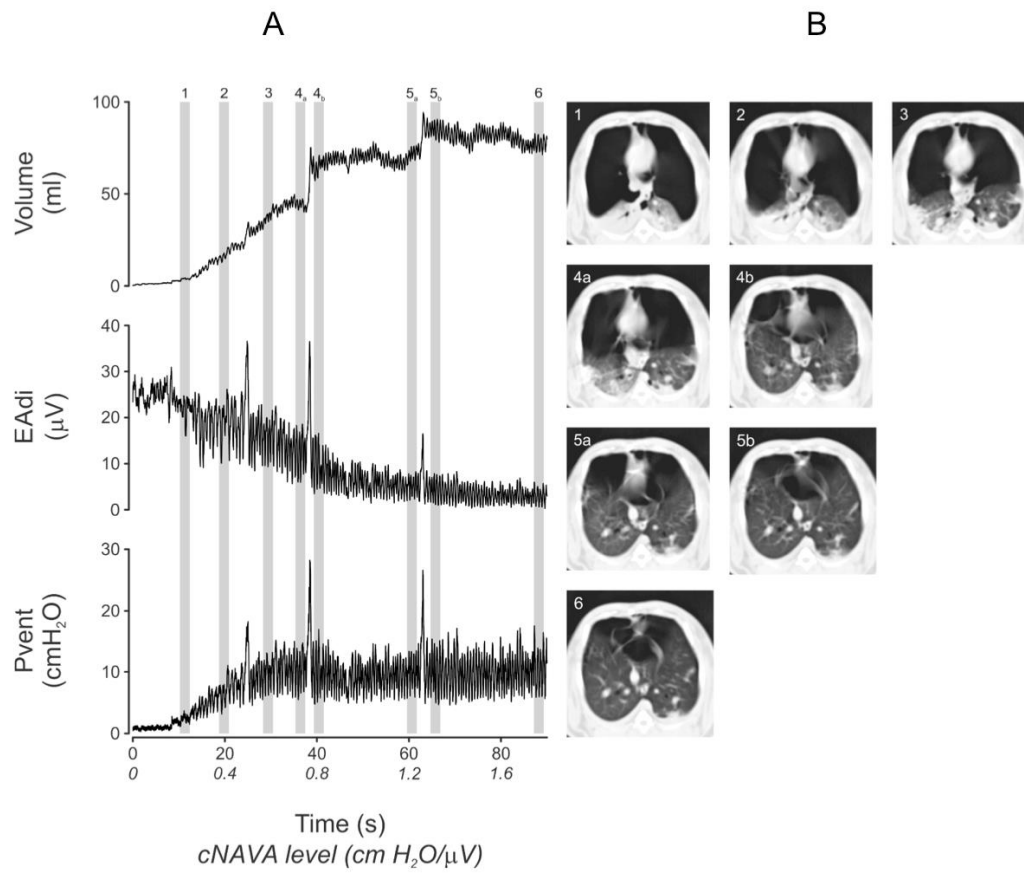 A
B
1 2 3 4a 4b 5a 5b 6
100
50
0
Volume
(ml)
40
30
20
10
0
EAdi
(μV)
30
20
10
0
Pvent
(cmH₂O)
0 20 40 60 80
0 0.4 0.8 1.2 1.6
Time (s)
cNAVA level (cm H₂O/μV)
1
2
3
4a
4b
5a
5b
6